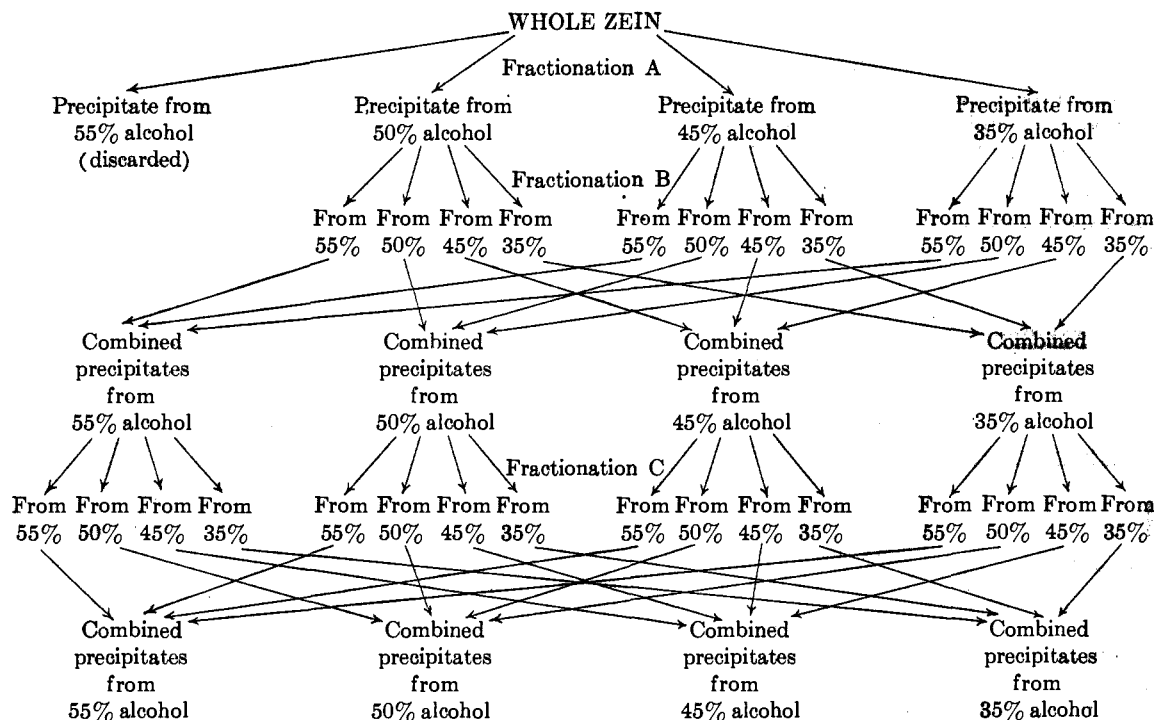 WHOLE ZEIN
Fractionation A
Precipitate from
55% alcohol
(discarded)
Precipitate from
50% alcohol
Precipitate from
45% alcohol
Precipitate from
35% alcohol
Fractionation B
From From From From From From From From From From From From
55% 50% 45% 35% 55% 50% 45% 35% 55% 50% 45% 35%
Combined
precipitates
from
55% alcohol
Combined
precipitates
from
50% alcohol
Combined
precipitates
from
45% alcohol
Combined
precipitates
from
35% alcohol
Fractionation C
From From From From From From From From From From From From From From From From
55% 50% 45% 35% 55% 50% 45% 35% 55% 50% 45% 35% 55% 50% 45% 35%
Combined
precipitates
from
55% alcohol
Combined
precipitates
from
50% alcohol
Combined
precipitates
from
45% alcohol
Combined
precipitates
from
35% alcohol